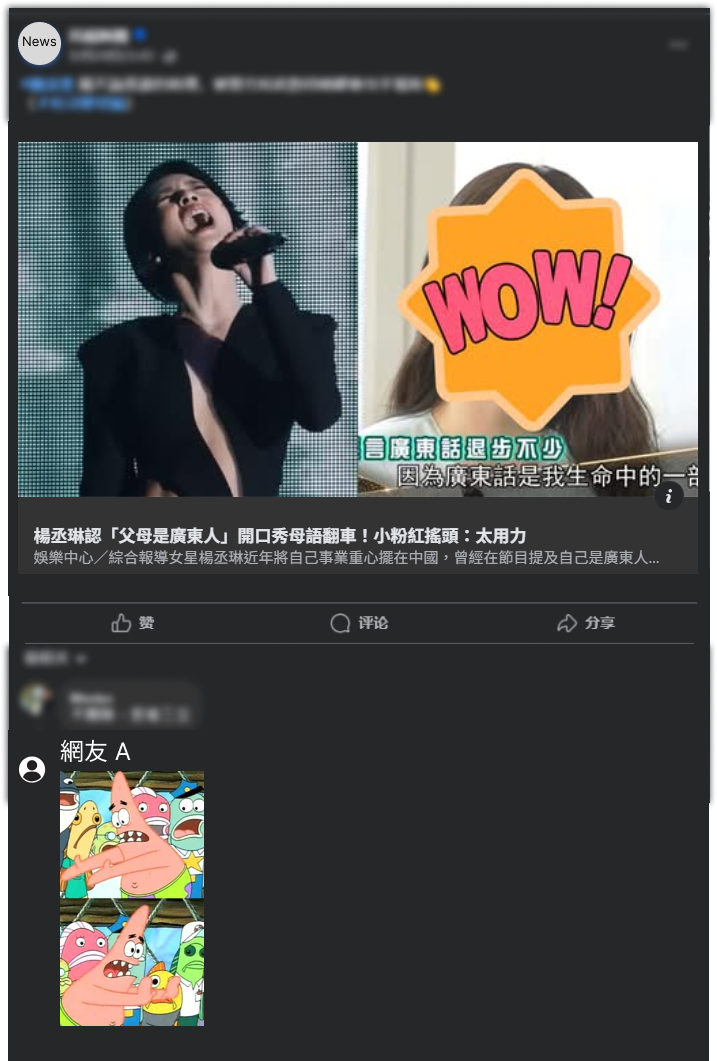 News
WOW!
言廣東話退步不少
因為廣東話是我生命中的一部
楊丞琳認「父母是廣東人」開口秀母語翻車！小粉紅搖頭：太用力
娛樂中心／綜合報導女星楊丞琳近年將自己事業重心擺在中國，曾經在節目提及自己是廣東人...
赞
评论
分享
網友 A